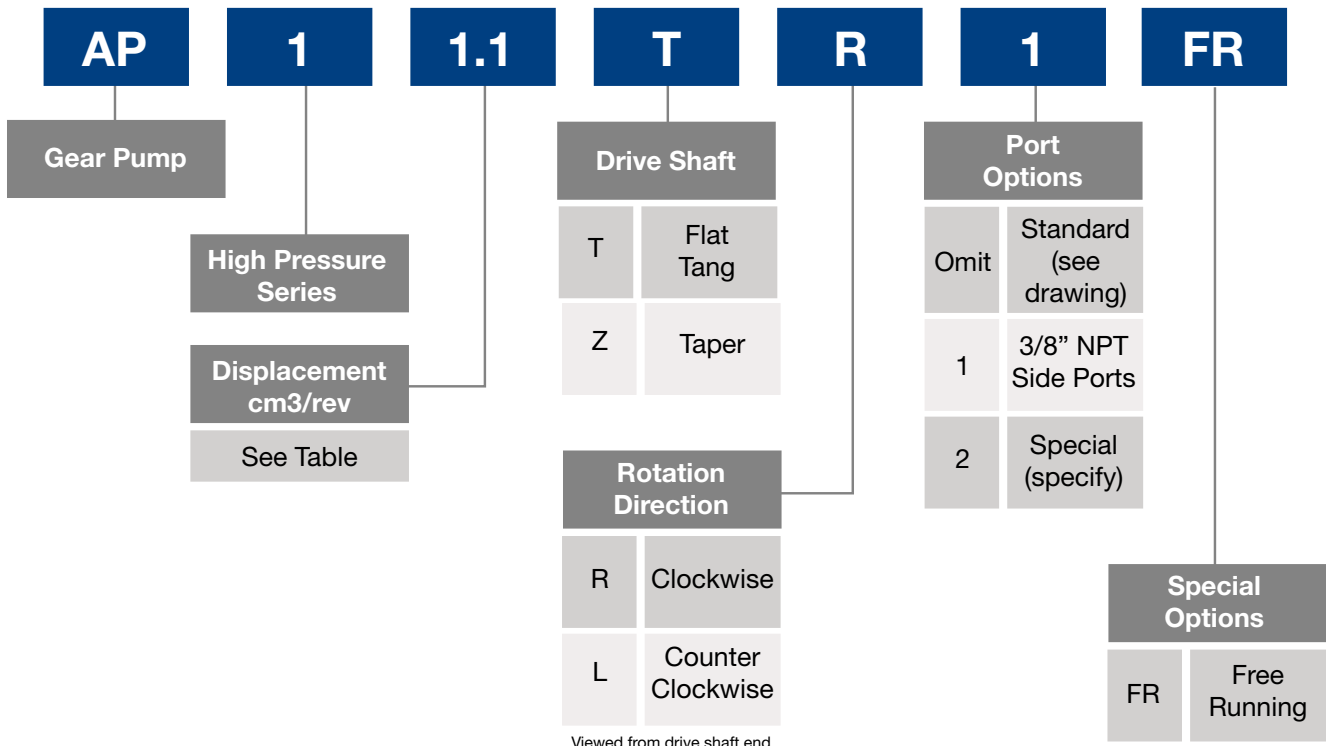 AP 1 1.1 T R 1 FR
Gear Pump
High Pressure
Series
Displacement
cm3/rev
See Table
Drive Shaft
T Flat
Tang
Z Taper
Rotation
Direction
R Clockwise
L Counter
Clockwise
Viewed from drive shaft end
Port
Options
Omit Standard
(see
drawing)
1 3/8” NPT
Side Ports
2 Special
(specify)
Special
Options
FR Free
Running